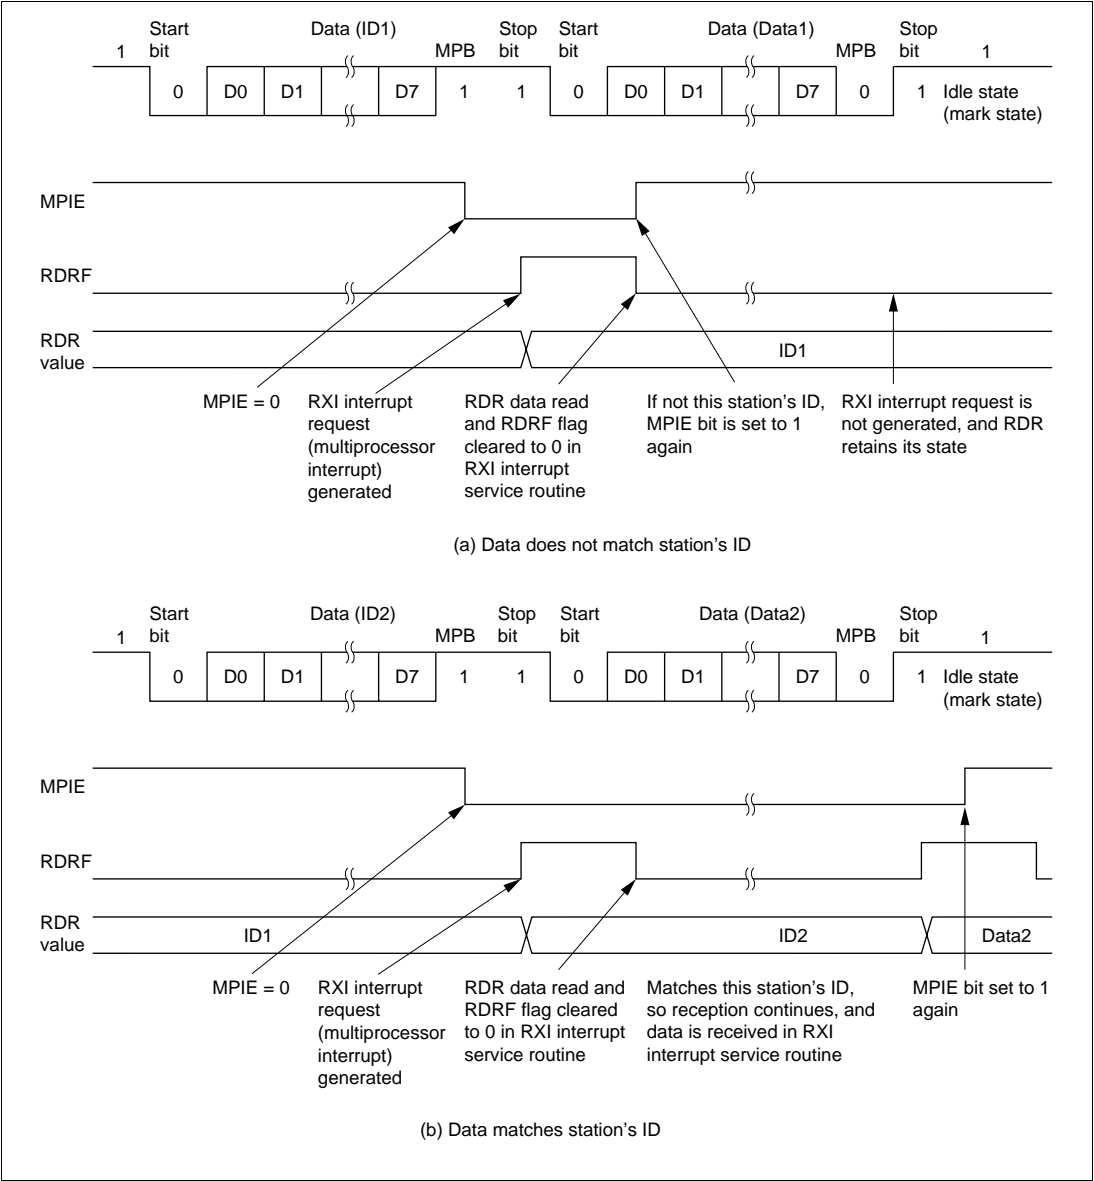 Start Data (ID1) Stop Start Data (Data1) Stop
1 bit MPB bit bit MPB bit 1
0 D0 D1 D7 1 1 0 D0 D1 D7 0 1 Idle state
(mark state)
MPIE
RDRF
RDR
value
ID1
MPIE = 0
RXI interrupt
request
(multiprocessor
interrupt)
generated
RDR data read
and RDRF flag
cleared to 0 in
RXI interrupt
service routine
If not this station's ID,
MPIE bit is set to 1
again
RXI interrupt request is
not generated, and RDR
retains its state
(a) Data does not match station's ID
Start Data (ID2) Stop Start Data (Data2) Stop
1 bit MPB bit bit MPB bit 1
0 D0 D1 D7 1 1 0 D0 D1 D7 0 1 Idle state
(mark state)
MPIE
RDRF
RDR
value
ID1 ID2 Data2
MPIE = 0
RXI interrupt
request
(multiprocessor
interrupt)
generated
RDR data read and
RDRF flag cleared
to 0 in RXI interrupt
service routine
Matches this station's ID,
so reception continues, and
data is received in RXI
interrupt service routine
MPIE bit set to 1
again
(b) Data matches station's ID